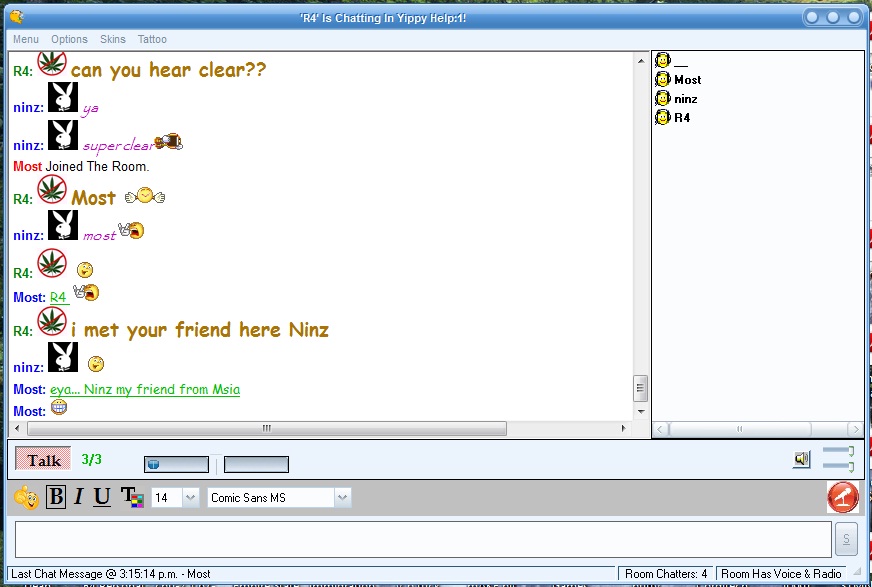 'R4' Is Chatting In Yippy Help:1!
Menu Options Skins Tattoo
R4: can you hear clear??
ninz: ya
ninz: super clear
Most Joined The Room.
R4: Most
ninz: most
R4:
Most: R4
R4: i met your friend here Ninz
ninz:
Most: eya... Ninz my friend from Msia
Most:
__
Most
ninz
R4
Talk 3/3
B I U T 14 Comic Sans MS
S
Last Chat Message @ 3:15:14 p.m. - Most
Room Chatters: 4
Room Has Voice & Radio